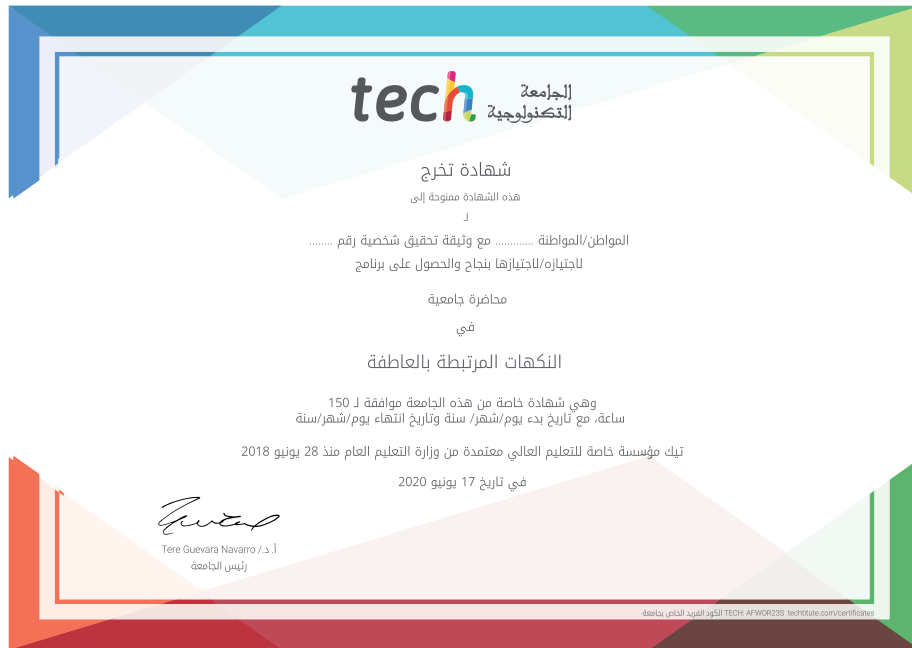 tech الجامعة
التكنولوجية
شهادة تخرج
هذه الشهادة ممنوحة إلى
لـ
المواطن/المواطنة ............ مع وثيقة تحقيق شخصية رقم ........
لاجتيازه/لاجتيازها بنجاح والحصول على برنامج
محاضرة جامعية
في
النكهات المرتبطة بالعاطفة
وهي شهادة خاصة من هذه الجامعة موافقة لـ 150
ساعة، مع تاريخ بدء يوم/شهر/ سنة وتاريخ انتهاء يوم/شهر/سنة
تيك مؤسسة خاصة للتعليم العالي معتمدة من وزارة التعليم العام منذ 28 يونيو 2018
في تاريخ 17 يونيو 2020
أ.د./ Tere Guevara Navarro
رئيس الجامعة
الكود الفريد الخاص بجامعة TECH: AFWOR23S techtitute.com/certificates